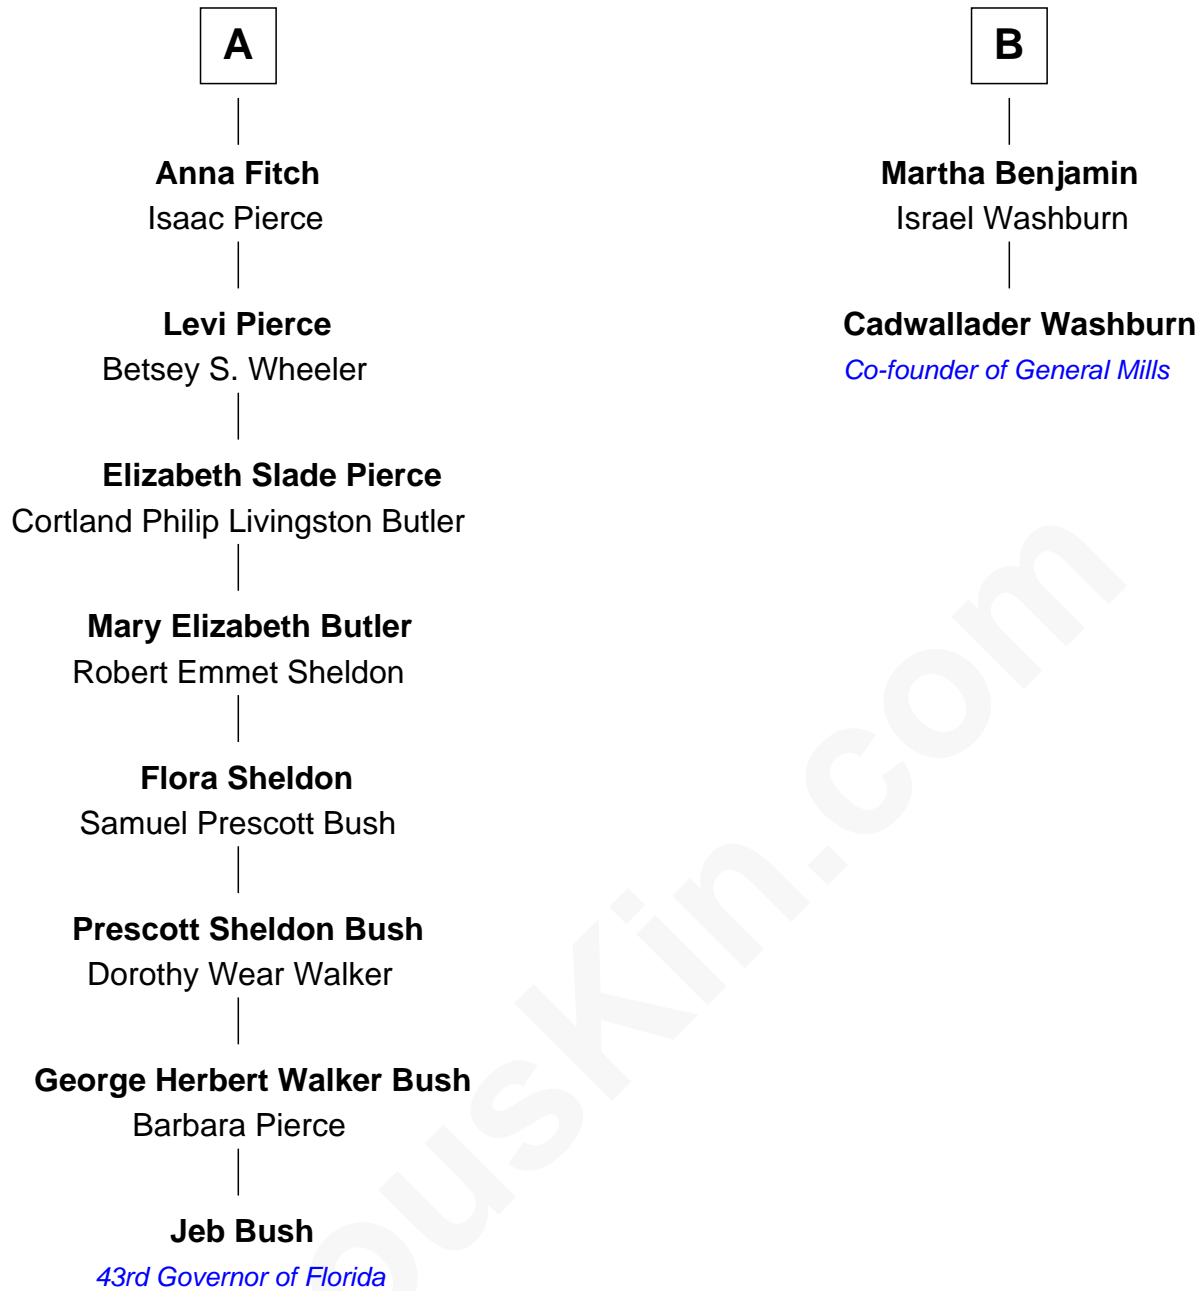 A
Anna Fitch
Isaac Pierce
Levi Pierce
Betsey S. Wheeler
Elizabeth Slade Pierce
Cortland Philip Livingston Butler
Mary Elizabeth Butler
Robert Emmet Sheldon
Flora Sheldon
Samuel Prescott Bush
Prescott Sheldon Bush
Dorothy Wear Walker
George Herbert Walker Bush
Barbara Pierce
Jeb Bush
43rd Governor of Florida
B
Martha Benjamin
Israel Washburn
Cadwallader Washburn
Co-founder of General Mills
ousKin.com